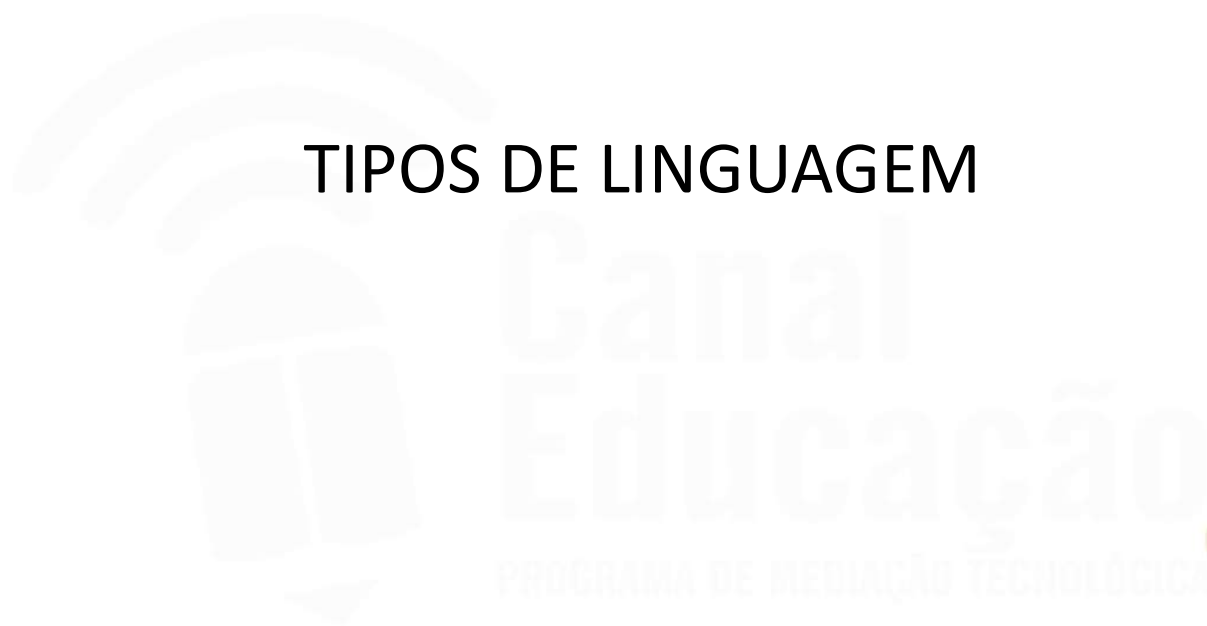 TIPOS DE LINGUAGEM
Canal
Educação
PROGRAMA DE MEDIAÇÃO TECNOLÓGICA